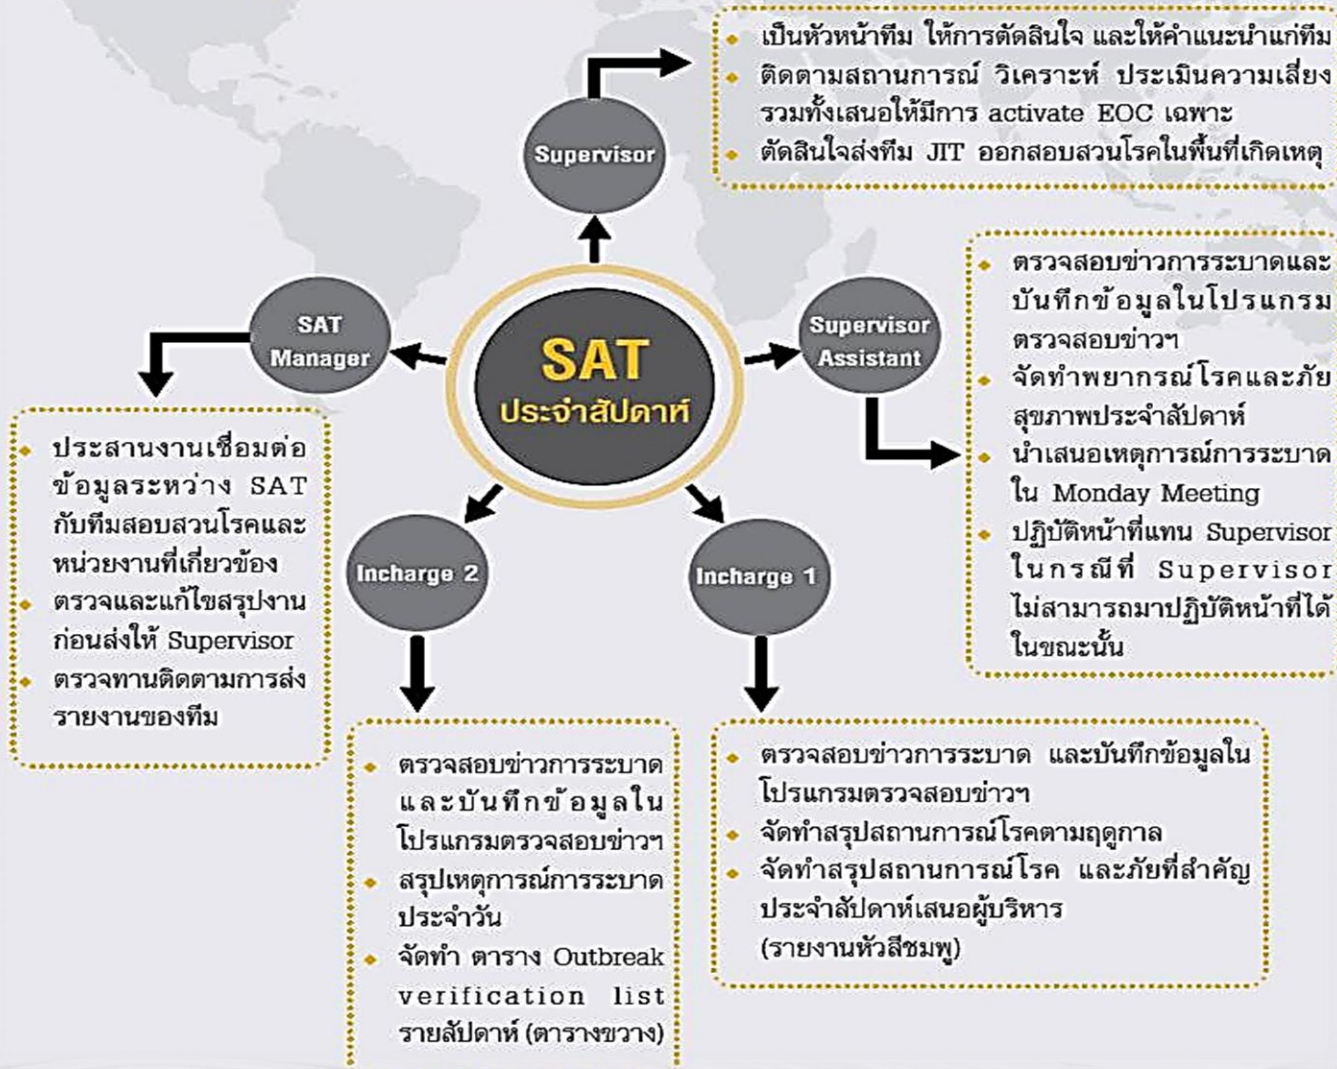 เป็นหัวหน้าทีม ให้การตัดสินใจ และให้คำแนะนำแก่ทีม
ติดตามสถานการณ์ วิเคราะห์ ประเมินความเสี่ยง
รวมทั้งเสนอให้มีการ activate EOC เฉพาะ
ตัดสินใจส่งทีม JIT ออกสอบสวนโรคในพื้นที่เกิดเหตุ
Supervisor
SAT
Manager
SAT
ประจำสัปดาห์
Supervisor
Assistant
ตรวจสอบข่าวการระบาดและ
บันทึกข้อมูลในโปรแกรม
ตรวจสอบข่าวฯ
จัดทำพยากรณ์โรคและภัย
สุขภาพประจำสัปดาห์
นำเสนอเหตุการณ์การระบาด
ใน Monday Meeting
ปฏิบัติหน้าที่แทน Supervisor
ในกรณีที่ Supervisor
ไม่สามารถมาปฏิบัติหน้าที่ได้
ในขณะนั้น
ประสานงานเชื่อมต่อ
ข้อมูลระหว่าง SAT
กับทีมสอบสวนโรคและ
หน่วยงานที่เกี่ยวข้อง
ตรวจและแก้ไขสรุปงาน
ก่อนส่งให้ Supervisor
ตรวจทานติดตามการส่ง
รายงานของทีม
Incharge 2
Incharge 1
ตรวจสอบข่าวการระบาด
และบันทึกข้อมูลใน
โปรแกรมตรวจสอบข่าวฯ
สรุปเหตุการณ์การระบาด
ประจำวัน
จัดทำ ตาราง Outbreak
verification list
รายสัปดาห์ (ตารางขวาง)
ตรวจสอบข่าวการระบาด และบันทึกข้อมูลใน
โปรแกรมตรวจสอบข่าวฯ
จัดทำสรุปสถานการณ์โรคตามฤดูกาล
จัดทำสรุปสถานการณ์โรค และภัยที่สำคัญ
ประจำสัปดาห์เสนอผู้บริหาร
(รายงานหัวสีชมพู)